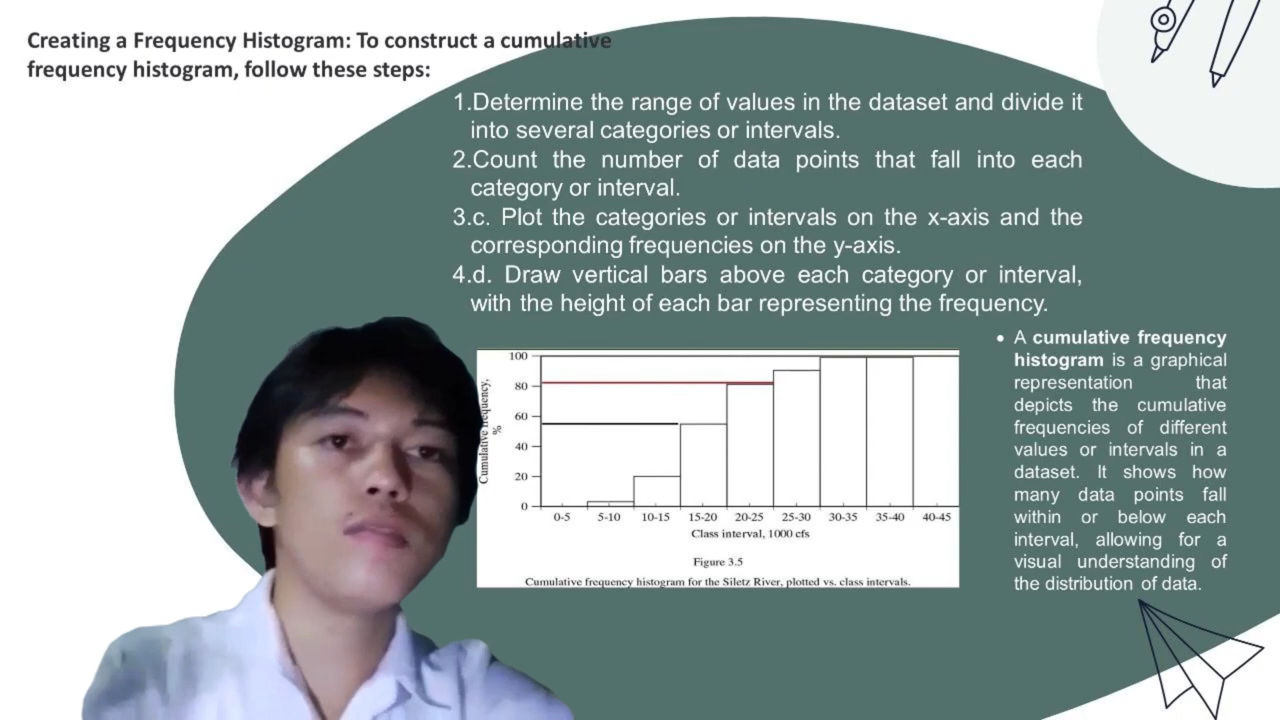 Creating a Frequency Histogram: To construct a cumulative
frequency histogram, follow these steps:
1.Determine the range of values in the dataset and divide it
into several categories or intervals.
2.Count the number of data points that fall into each
category or interval.
3.c. Plot the categories or intervals on the x-axis and the
corresponding frequencies on the y-axis.
4.d. Draw vertical bars above each category or interval,
with the height of each bar representing the frequency.
100
80
60
40
20
0
Cumulative frequency,
%
0-5 5-10 10-15 15-20 20-25 25-30 30-35 35-40 40-45
Class interval, 1000 cfs
Figure 3.5
Cumulative frequency histogram for the Siletz River, plotted vs. class intervals.
• A cumulative frequency
histogram is a graphical
representation that
depicts the cumulative
frequencies of different
values or intervals in a
dataset. It shows how
many data points fall
within or below each
interval, allowing for a
visual understanding of
the distribution of data.